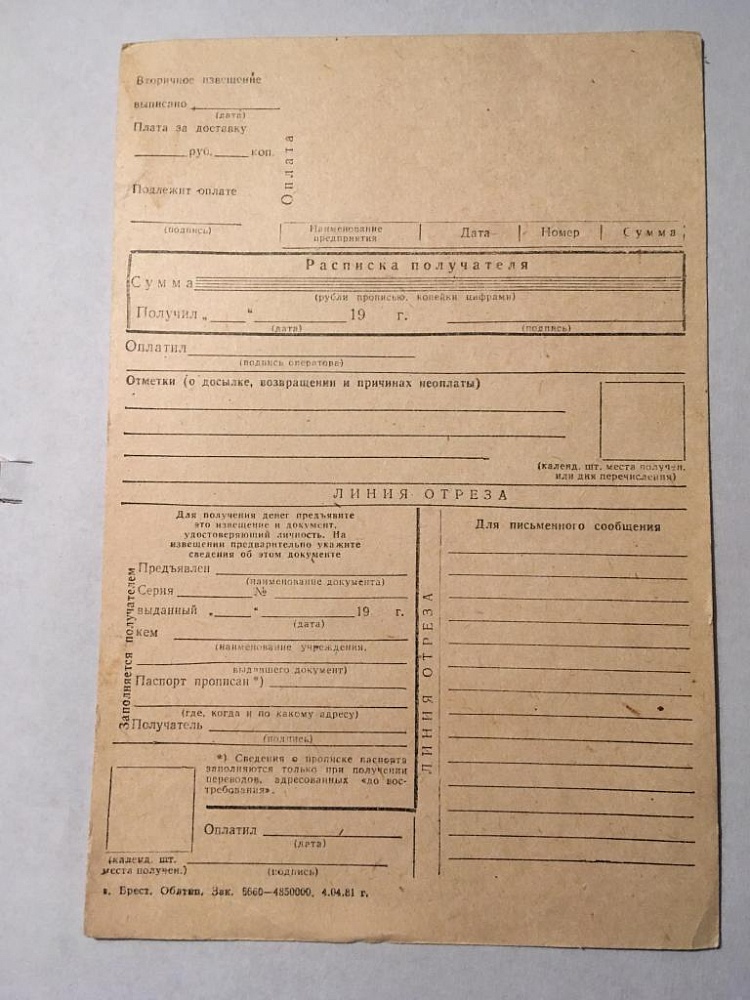 Вторичное извещение
выписано
(дата)
Плата за доставку
руб. коп.
Подлежит оплате
(подпись)
Оплата
Наименование предприятия | Дата | Номер | Сумма
Расписка получателя
Сумма
(рубли прописью, копейки цифрами)
Получил „ “ 19 г.
(дата) (подпись)
Оплатил
(подпись оператора)
Отметки (о досылке, возвращении и причинах неоплаты)
(календ. шт. места получен.
или дня перечисления)
ЛИНИЯ ОТРЕЗА
Для получения денег предъявите
это извещение и документ,
удостоверяющий личность. На
извещении предварительно укажите
сведения об этом документе
Заполняется получателем
Предъявлен
(наименование документа)
Серия №
выданный „ “ 19 г.
(дата)
кем
(наименование учреждения,
выдавшего документ)
Паспорт прописан *)
(где, когда и по какому адресу)
Получатель
(подпись)
*) Сведения о прописке паспорта
заполняются только при получении
переводов, адресованных «до вос-
требования».
Оплатил
(дата)
(календ. шт.
места получен.)
(подпись)
ЛИНИЯ ОТРЕЗА
Для письменного сообщения
г. Брест. Обатип. Зак. 5660—4850000. 4.04.81 г.